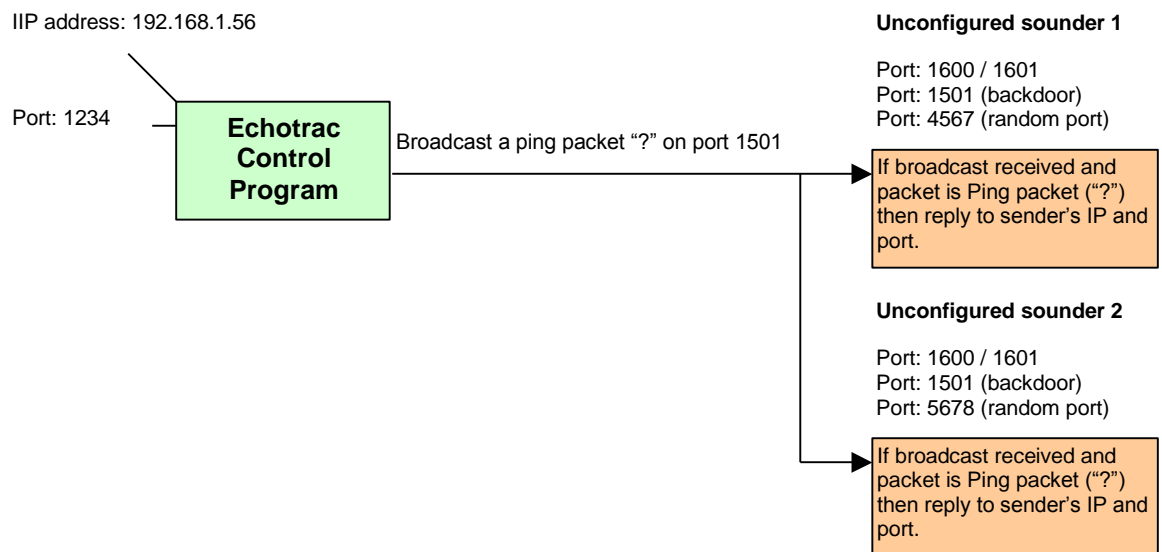 IIP address: 192.168.1.56
Port: 1234
Echotrac
Control
Program
Broadcast a ping packet “?” on port 1501
Unconfigured sounder 1
Port: 1600 / 1601
Port: 1501 (backdoor)
Port: 4567 (random port)
If broadcast received and
packet is Ping packet (“?”)
then reply to sender’s IP and
port.
Unconfigured sounder 2
Port: 1600 / 1601
Port: 1501 (backdoor)
Port: 5678 (random port)
If broadcast received and
packet is Ping packet (“?”)
then reply to sender’s IP and
port.